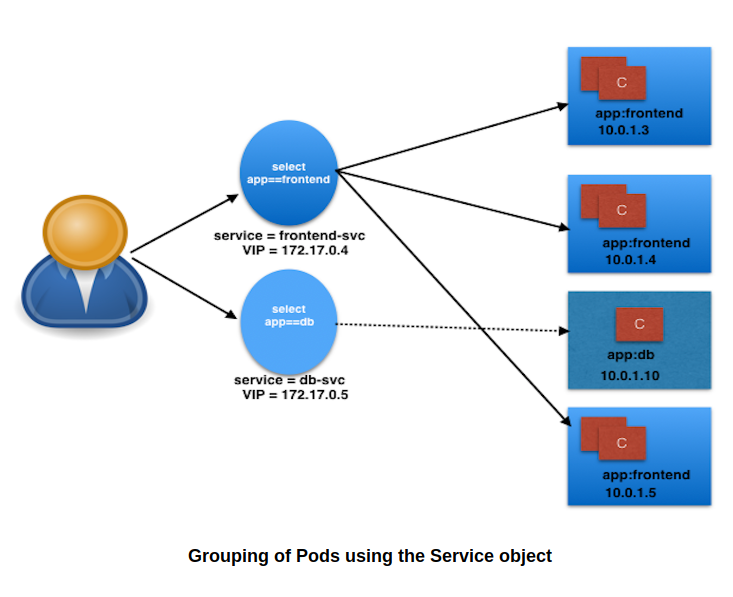 select
app==frontend
service = frontend-svc
VIP = 172.17.0.4
select
app==db
service = db-svc
VIP = 172.17.0.5
C
app:frontend
10.0.1.3
C
app:frontend
10.0.1.4
C
app:db
10.0.1.10
C
app:frontend
10.0.1.5
Grouping of Pods using the Service object